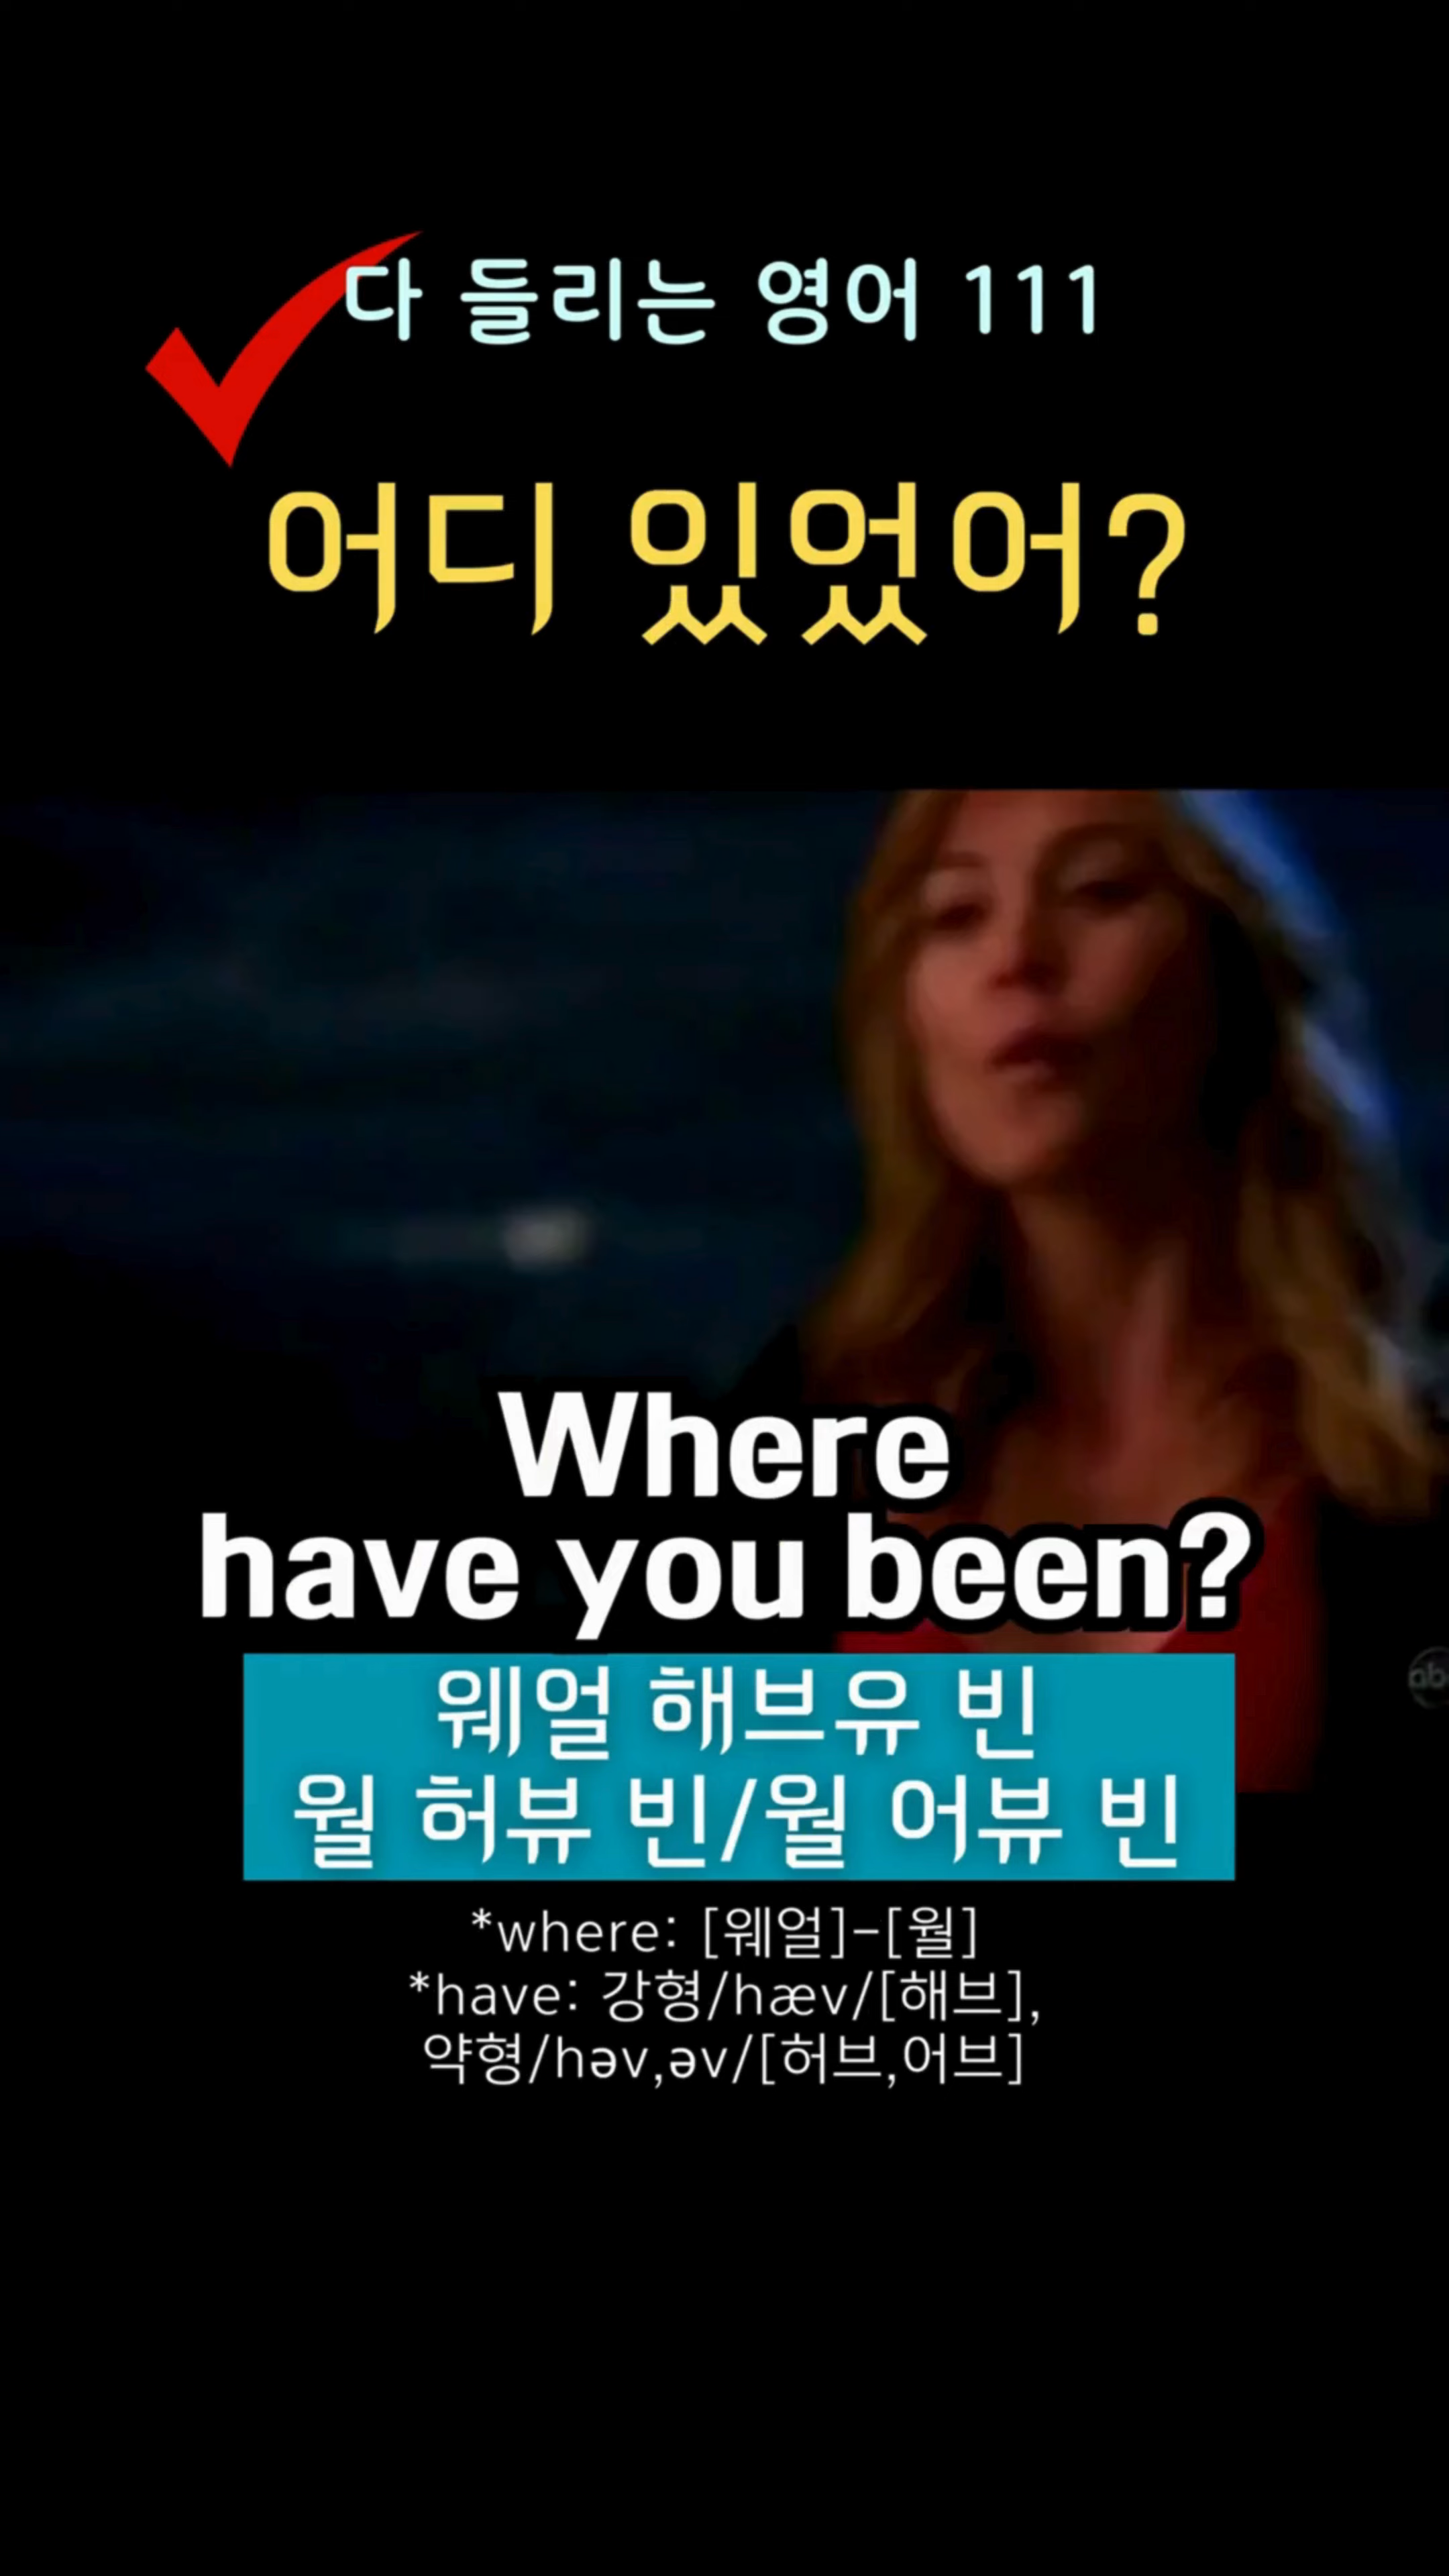 다 들리는 영어 111
어디 있었어?
Where
have you been?
웨얼 해브유 빈
월 허뷰 빈/월 어뷰 빈
*where: [웨얼]-[월]
*have: 강형/hæv/[해브],
약형/həv,əv/[허브,어브]